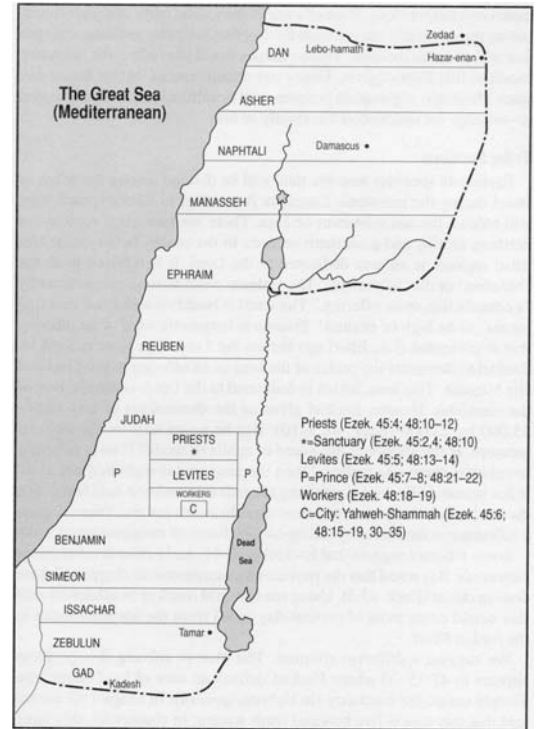 Zedad
DAN
Lebo-hamath
Hazar-enan
The Great Sea
(Mediterranean)
ASHER
NAPHTALI
Damascus
MANASSEH
EPHRAIM
REUBEN
JUDAH
PRIESTS
*
P
LEVITES
P
WORKERS
C
BENJAMIN
Dead
Sea
SIMEON
ISSACHAR
ZEBULUN
Tamar
GAD
Kadesh
Priests (Ezek. 45:4; 48:10–12)
*=Sanctuary (Ezek. 45:2,4; 48:10)
Levites (Ezek. 45:5; 48:13–14)
P=Prince (Ezek. 45:7–8; 48:21–22)
Workers (Ezek. 48:18–19)
C=City: Yahweh-Shammah (Ezek. 45:6;
48:15–19, 30–35)